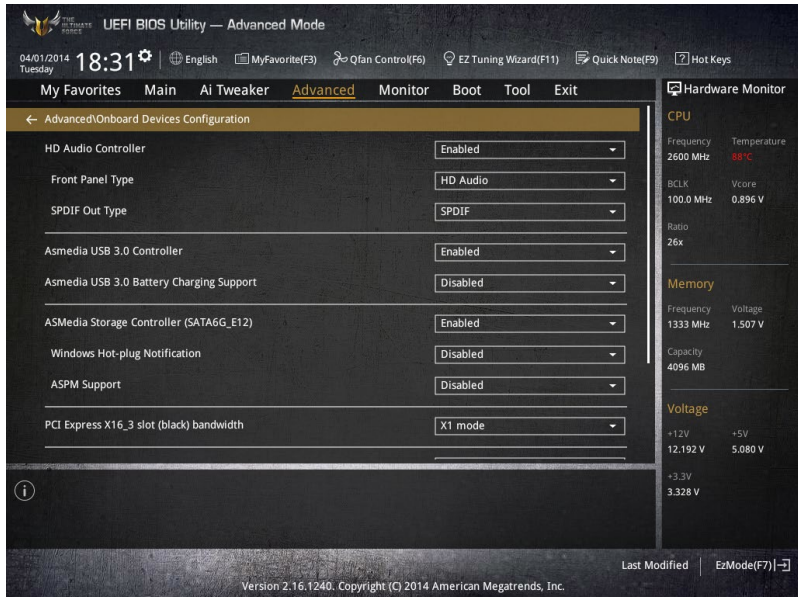 THE ULTIMATE FORCE
UEFI BIOS Utility — Advanced Mode
04/01/2014
Tuesday
18:31
English
MyFavorite(F3)
Qfan Control(F6)
EZ Tuning Wizard(F11)
Quick Note(F9)
? Hot Keys
My Favorites
Main
Ai Tweaker
Advanced
Monitor
Boot
Tool
Exit
← Advanced\Onboard Devices Configuration
HD Audio Controller Enabled
Front Panel Type HD Audio
SPDIF Out Type SPDIF
Asmedia USB 3.0 Controller Enabled
Asmedia USB 3.0 Battery Charging Support Disabled
ASMedia Storage Controller (SATA6G_E12) Enabled
Windows Hot-plug Notification Disabled
ASPM Support Disabled
PCI Express X16_3 slot (black) bandwidth X1 mode
Hardware Monitor
CPU
Frequency Temperature
2600 MHz 88°C
BCLK Vcore
100.0 MHz 0.896 V
Ratio
26x
Memory
Frequency Voltage
1333 MHz 1.507 V
Capacity
4096 MB
Voltage
+12V +5V
12.192 V 5.080 V
+3.3V
3.328 V
i
Last Modified
EzMode(F7)
Version 2.16.1240. Copyright (C) 2014 American Megatrends, Inc.